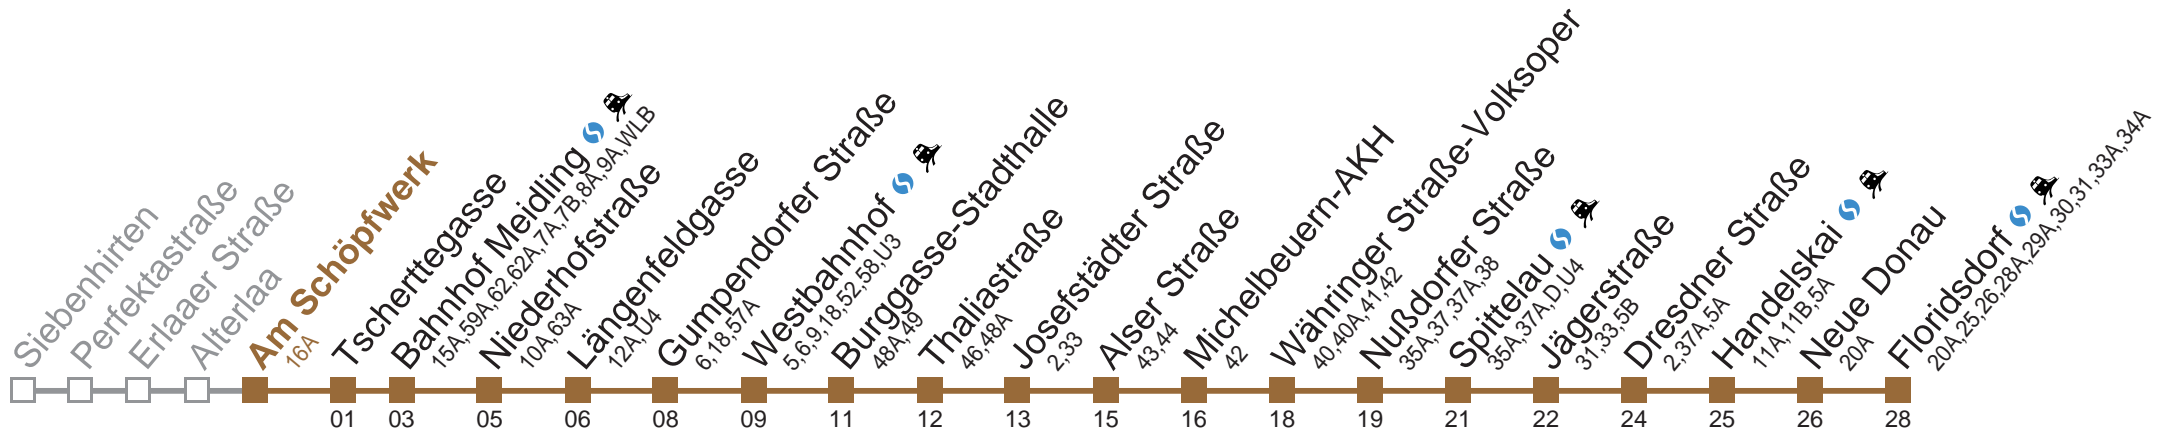 Siebenhirten
Perfektastraße
Erlaaer Straße
Alterlaa
Am Schöpfwerk
16A
Tscherttegasse
Bahnhof Meidling
15A,59A,62,62A,7A,7B,8A,9A,WLB
Niederhofstraße
10A,63A
Längenfeldgasse
12A,U4
Gumpendorfer Straße
6,18,57A
Westbahnhof
5,6,9,18,52,58,U3
Burggasse-Stadthalle
48A,49
Thaliastraße
46,48A
Josefstädter Straße
2,33
Alser Straße
43,44
Michelbeuern-AKH
42
Währinger Straße-Volksoper
40,40A,41,42
Nußdorfer Straße
35A,37,37A,38
Spittelau
35A,37A,D,U4
Jägerstraße
31,33,5B
Dresdner Straße
2,37A,5A
Handelskai
11A,11B,5A
Neue Donau
20A
Floridsdorf
20A,25,26,28A,29A,30,31,33A,34A
01 03 05 06 08 09 11 12 13 15 16 18 19 21 22 24 25 26 28